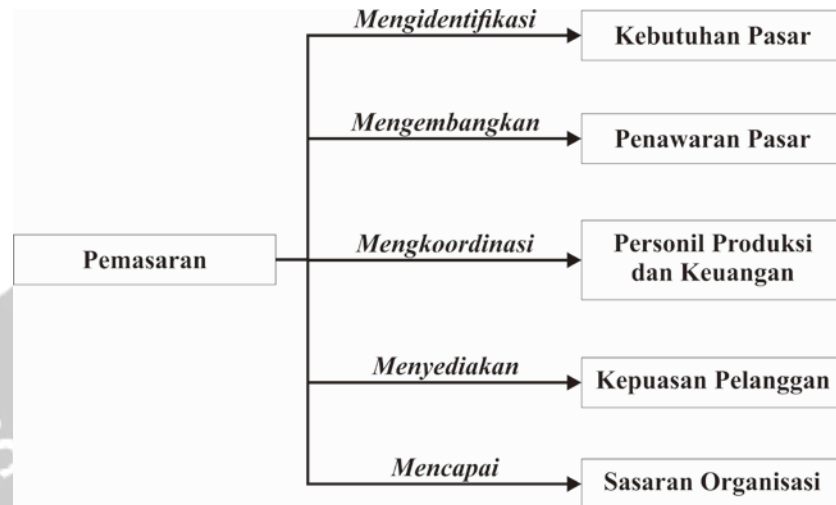 Mengidentifikasi
Kebutuhan Pasar
Mengembangkan
Penawaran Pasar
Pemasaran
Mengkoordinasi
Personil Produksi
dan Keuangan
Menyediakan
Kepuasan Pelanggan
Mencapai
Sasaran Organisasi